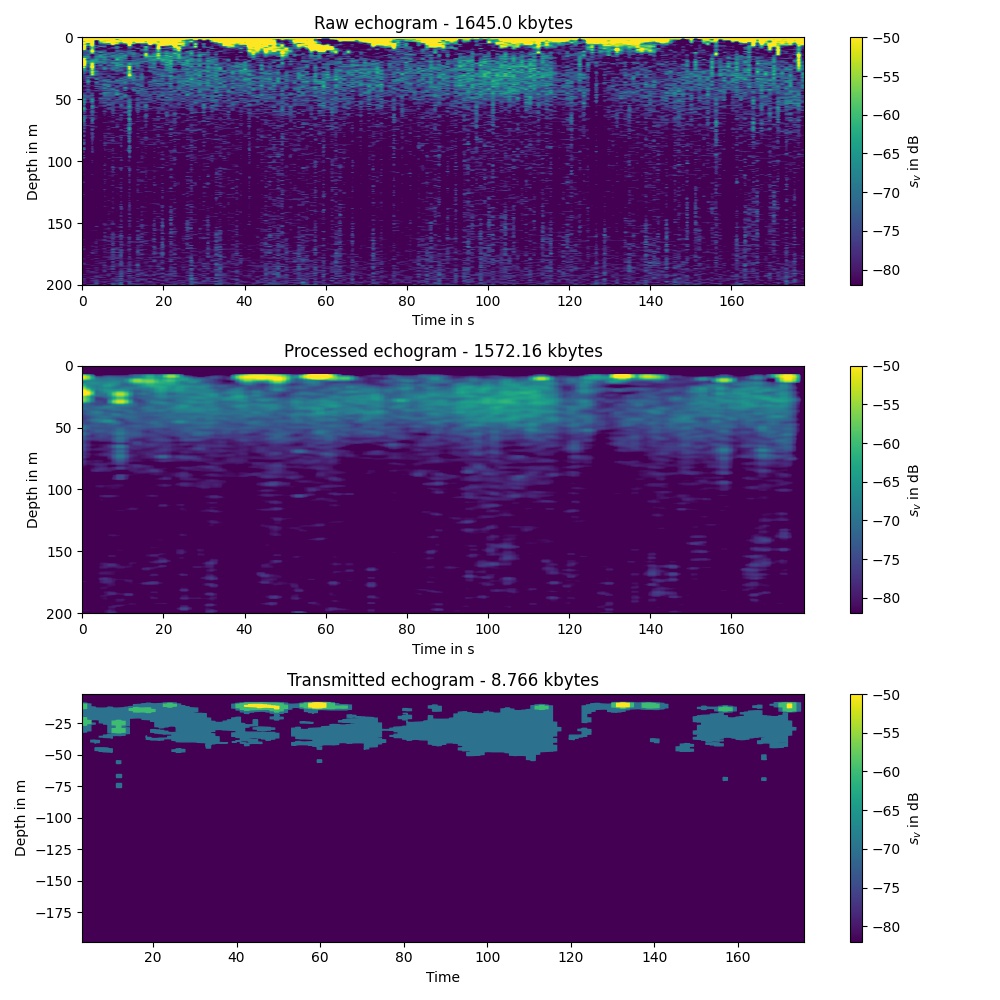 Raw echogram - 1645.0 kbytes
0
50
100
150
200
Depth in m
0 20 40 60 80 100 120 140 160
Time in s
−50
−55
−60
−65
−70
−75
−80
sv in dB
Processed echogram - 1572.16 kbytes
0
50
100
150
200
Depth in m
0 20 40 60 80 100 120 140 160
Time in s
−50
−55
−60
−65
−70
−75
−80
sv in dB
Transmitted echogram - 8.766 kbytes
−25
−50
−75
−100
−125
−150
−175
Depth in m
20 40 60 80 100 120 140 160
Time
−50
−55
−60
−65
−70
−75
−80
sv in dB